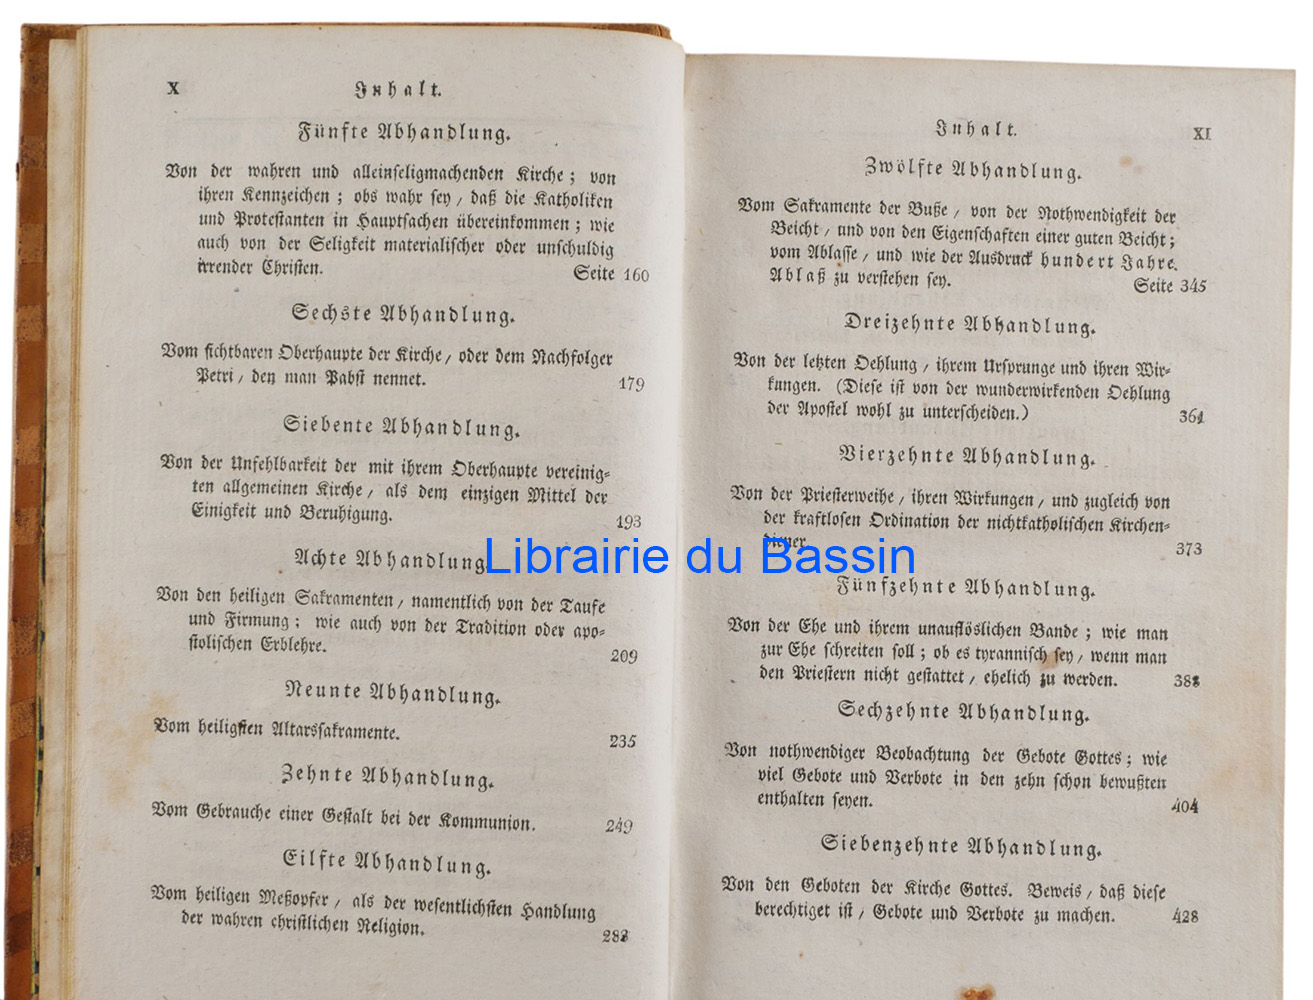 X
Inhalt.
Fünfte Abhandlung.
Von der wahren und alleinseligmachenden Kirche; von
ihren Kennzeichen; obs wahr sey, daß die Katholiken
und Protestanten in Hauptsachen übereinkommen; wie
auch von der Seligkeit materialischer oder unschuldig
irrender Christen. Seite 160
Sechste Abhandlung.
Vom sichtbaren Oberhaupte der Kirche, oder dem Nachfolger
Petri, den man Pabst nennet. 179
Siebente Abhandlung.
Von der Unfehlbarkeit der mit ihrem Oberhaupte vereinig-
ten allgemeinen Kirche, als dem einzigen Mittel der
Einigkeit und Beruhigung. 193
Achte Abhandlung.
Von den heiligen Sakramenten, namentlich von der Taufe
und Firmung; wie auch von der Tradition oder apo-
stolischen Erblehre. 209
Neunte Abhandlung.
Vom heiligsten Altarssakramente. 235
Zehnte Abhandlung.
Vom Gebrauche einer Gestalt bei der Kommunion. 249
Eilfte Abhandlung.
Vom heiligen Meßopfer, als der wesentlichsten Handlung
der wahren christlichen Religion.
Inhalt. XI
Zwölfte Abhandlung.
Vom Sakramente der Buße, von der Nothwendigkeit der
Beicht, und von den Eigenschaften einer guten Beicht;
vom Ablasse, und wie der Ausdruck hundert Jahre
Ablaß zu verstehen sey. Seite 345
Dreizehnte Abhandlung.
Von der letzten Oehlung, ihrem Ursprunge und ihren Wir-
kungen. (Diese ist von der wunderwirkenden Oehlung
der Apostel wohl zu unterscheiden.) 361
Vierzehnte Abhandlung.
Von der Priesterweihe, ihren Wirkungen, und zugleich von
der kraftlosen Ordination der nichtkatholischen Kirchen-
diener. 373
Fünfzehnte Abhandlung.
Von der Ehe und ihrem unauflöslichen Bande; wie man
zur Ehe schreiten soll; ob es tyrannisch sey, wenn man
den Priestern nicht gestattet, ehelich zu werden.
Sechzehnte Abhandlung.
Von nothwendiger Beobachtung der Gebote Gottes; wie
viel Gebote und Verbote in den zehn schon bewußten
enthalten seyen. 404
Siebenzehnte Abhandlung.
Von den Geboten der Kirche Gottes. Beweis, daß diese
berechtiget ist, Gebote und Verbote zu machen. 428
Librairie du Bassin